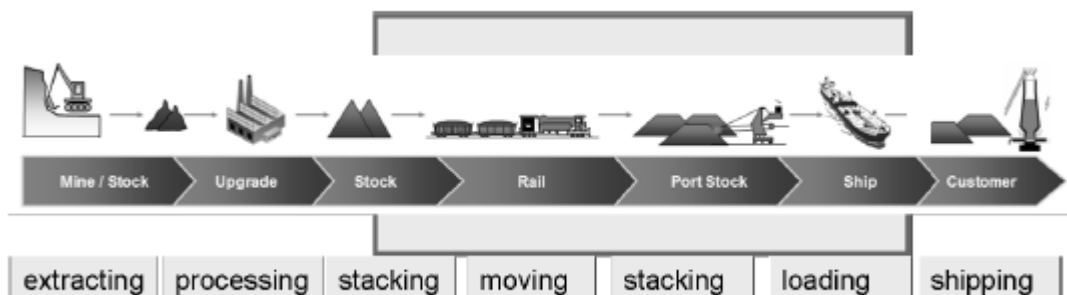 Mine / Stock Upgrade Stock Rail Port Stock Ship Customer
extracting processing stacking moving stacking loading shipping